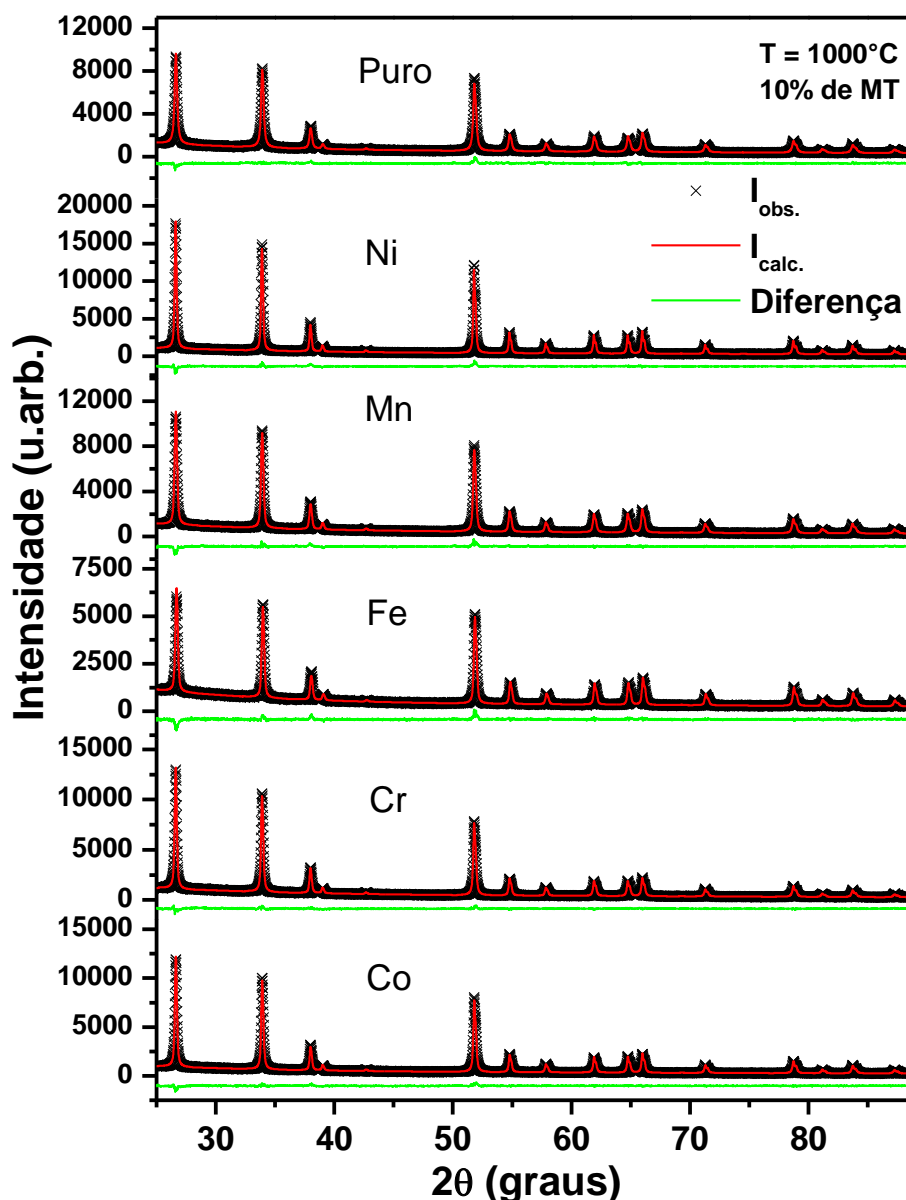 Intensidade (u.arb.)
12000
8000
4000
0
Puro
T = 1000°C
10% de MT
20000
15000
10000
5000
0
Ni
I obs.
I calc.
Diferença
12000
8000
4000
0
Mn
7500
5000
2500
0
Fe
15000
10000
5000
0
Cr
15000
10000
5000
0
Co
30 40 50 60 70 80
2θ (graus)